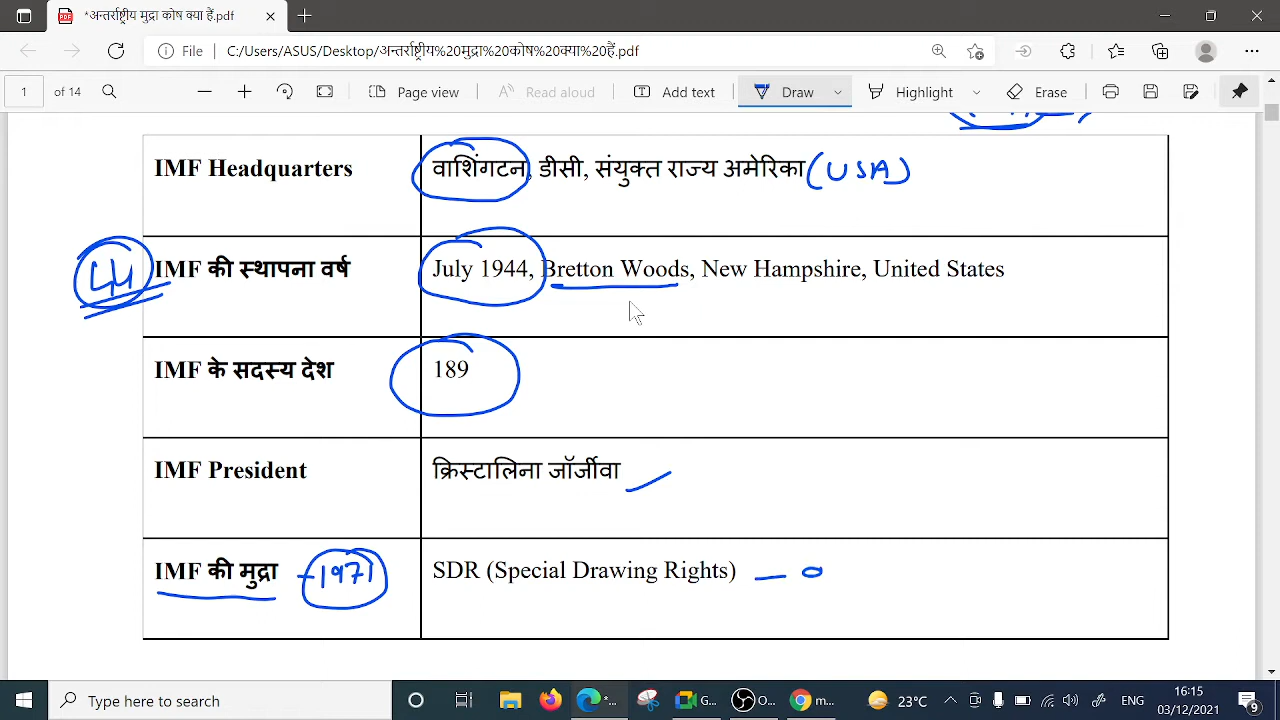 *अन्तर्राष्ट्रीय मुद्रा कोष क्या हैं.pdf
File
C:/Users/ASUS/Desktop/अन्तर्राष्ट्रीय%20मुद्रा%20कोष%20क्या%20हैं.pdf
1 of 14
Page view
Read aloud
Add text
Draw
Highlight
Erase
IMF Headquarters
वाशिंगटन, डीसी, संयुक्त राज्य अमेरिका (USA)
44 IMF की स्थापना वर्ष
July 1944, Bretton Woods, New Hampshire, United States
IMF के सदस्य देश
189
IMF President
क्रिस्टालिना जॉर्जीवा
IMF की मुद्रा - 1971
SDR (Special Drawing Rights)
Type here to search
G...
O...
m...
23°C
ENG
16:15
03/12/2021
9